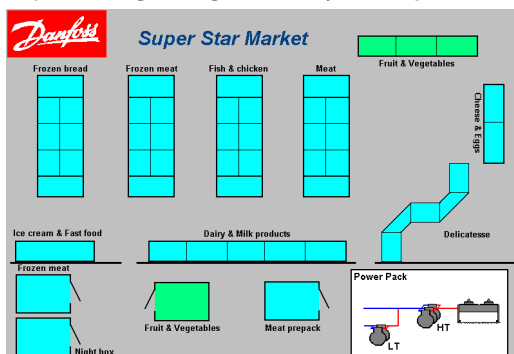 Danfoss
Super Star Market
Fruit & Vegetables
Frozen bread
Frozen meat
Fish & chicken
Meat
Cheese & Eggs
Ice cream & Fast food
Dairy & Milk products
Delicatesse
Frozen meat
Power Pack
Fruit & Vegetables
Meat prepack
HT
LT
Night box